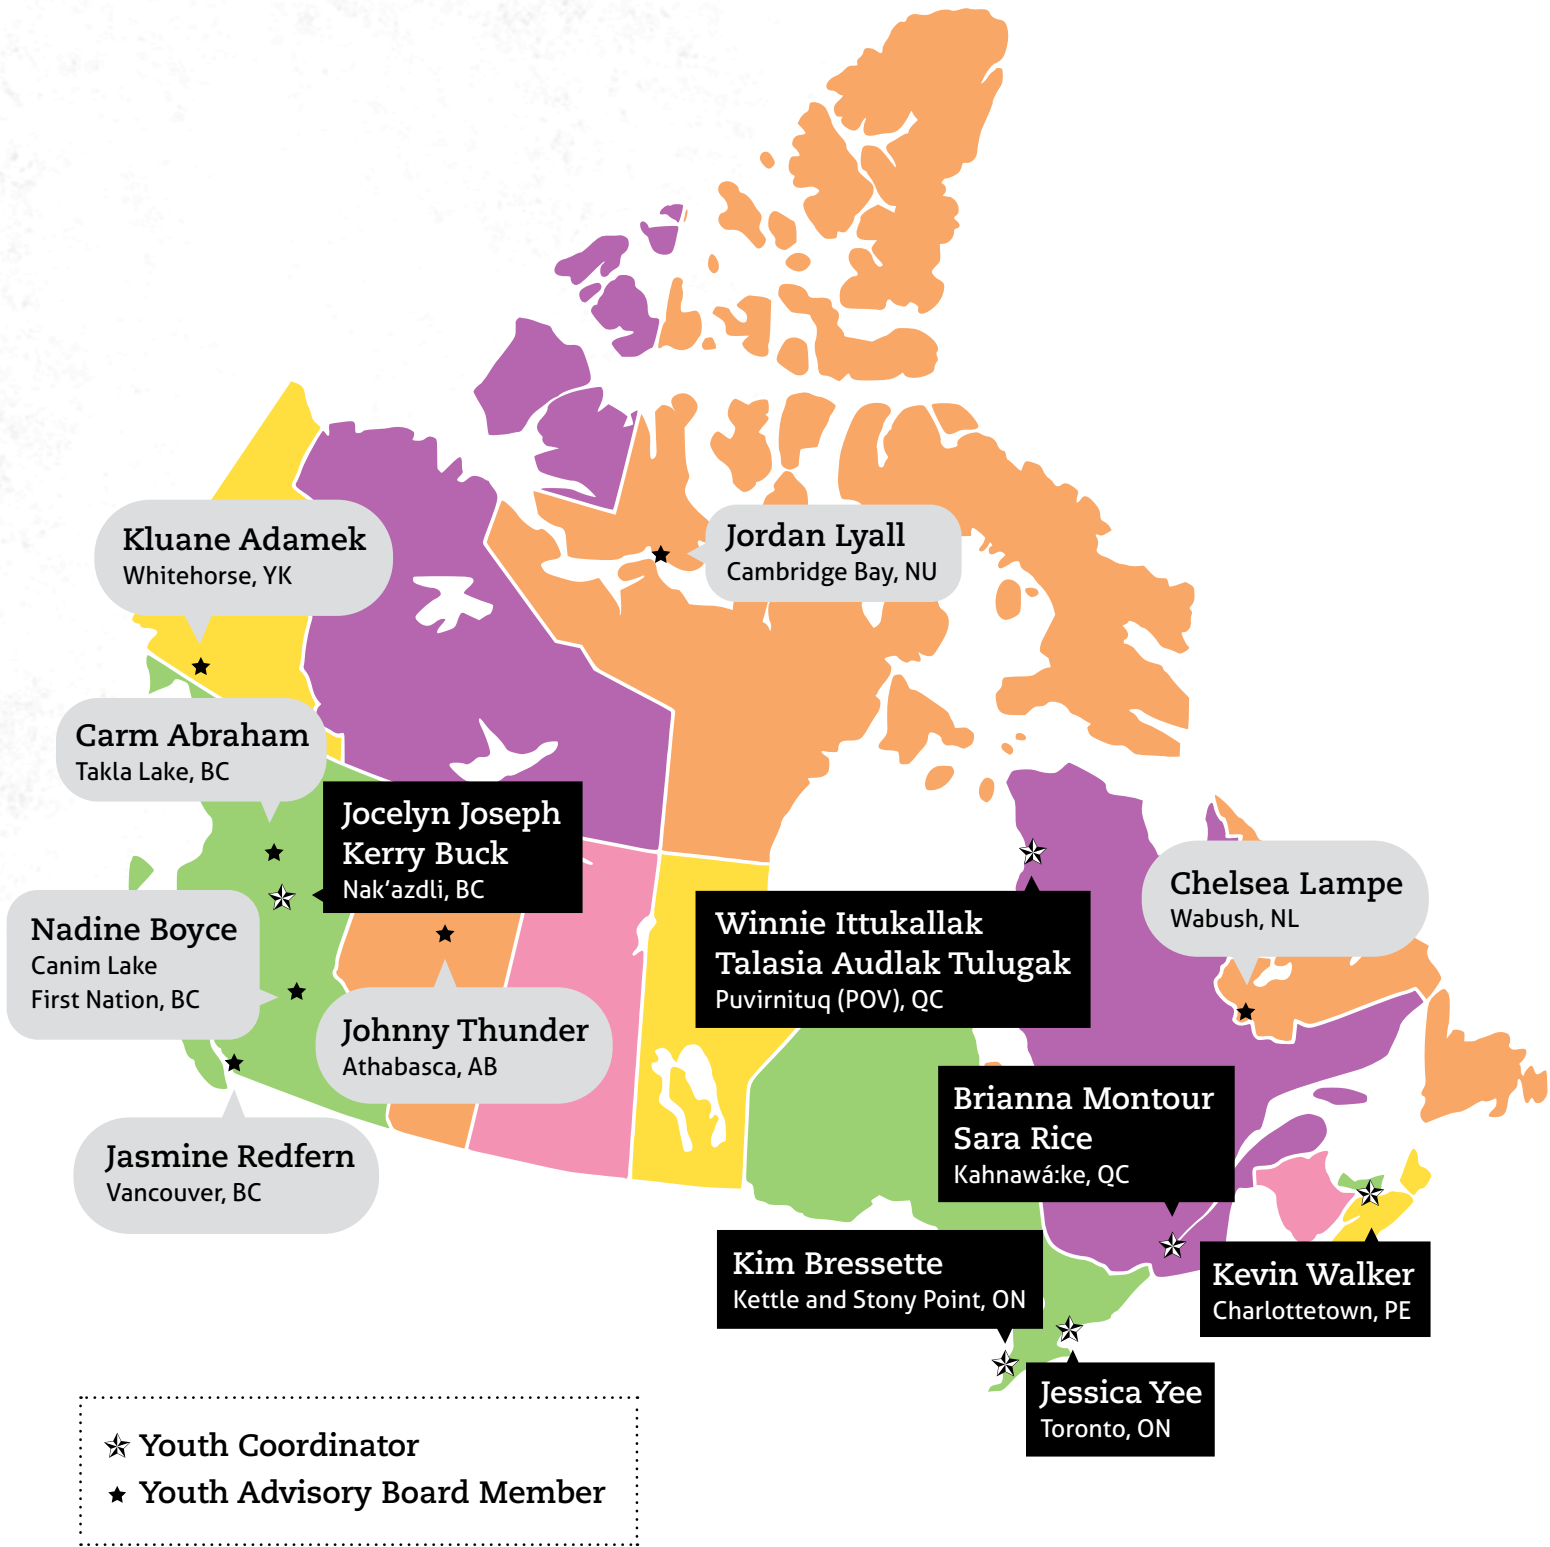 Kluane Adamek
Whitehorse, YK
Jordan Lyall
Cambridge Bay, NU
Carm Abraham
Takla Lake, BC
Jocelyn Joseph
Kerry Buck
Nak’azdli, BC
Nadine Boyce
Canim Lake
First Nation, BC
Johnny Thunder
Athabasca, AB
Jasmine Redfern
Vancouver, BC
Winnie Ittukallak
Talasia Audlak Tulugak
Puvirnituq (POV), QC
Chelsea Lampe
Wabush, NL
Brianna Montour
Sara Rice
Kahnawá:ke, QC
Kim Bressette
Kettle and Stony Point, ON
Kevin Walker
Charlottetown, PE
Jessica Yee
Toronto, ON
Youth Coordinator
Youth Advisory Board Member